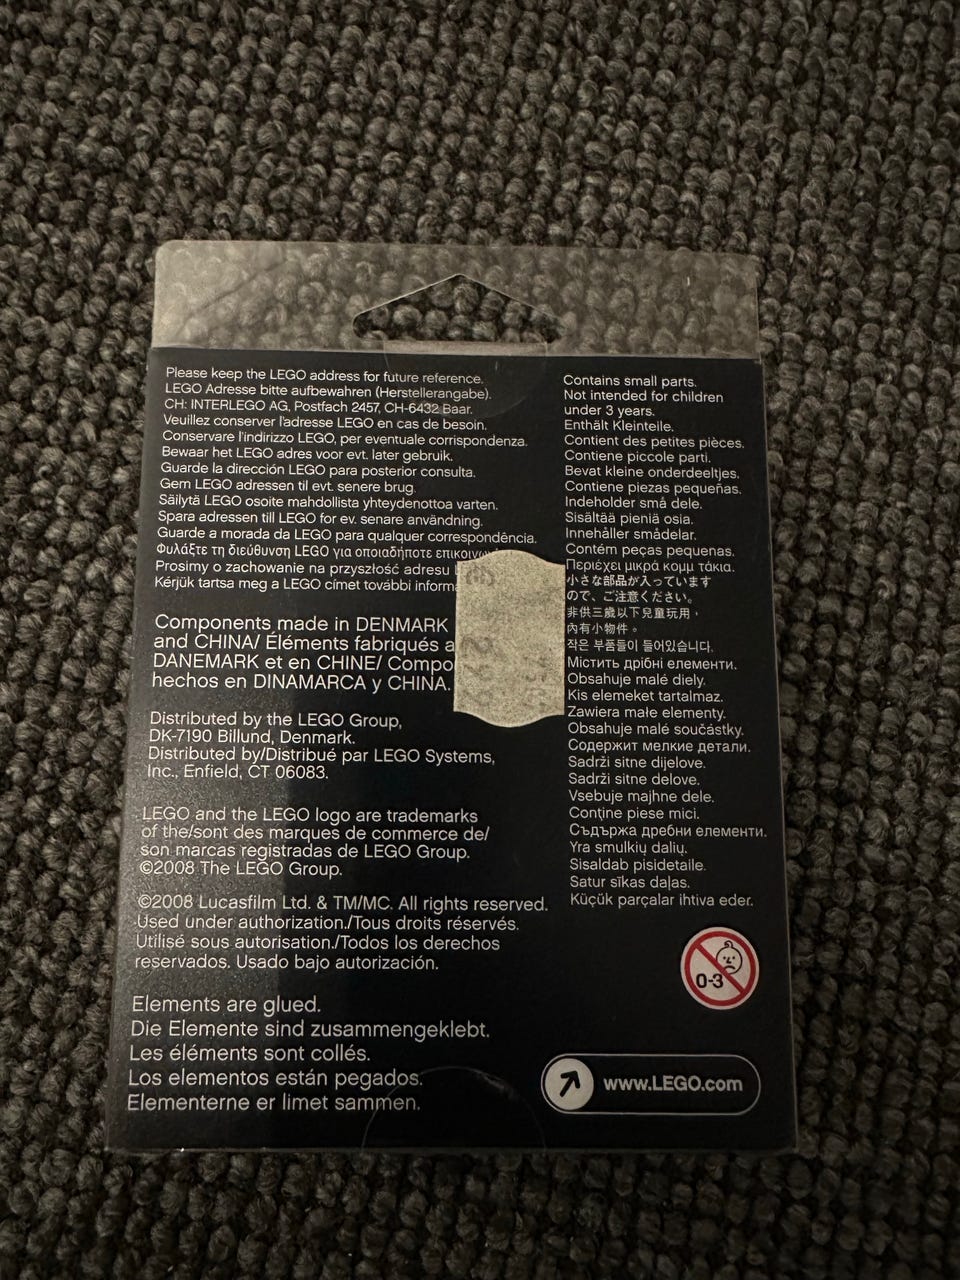 Please keep the LEGO address for future reference.
LEGO Adresse bitte aufbewahren (Herstellerangabe).
CH: INTERLEGO AG, Postfach 2457, CH-6432 Baar.
Veuillez conserver l'adresse LEGO en cas de besoin.
Conservare l'indirizzo LEGO, per eventuale corrispondenza.
Bewaar het LEGO adres voor evt. later gebruik.
Guarde la dirección LEGO para posterior consulta.
Gem LEGO adressen til evt. senere brug.
Säilytä LEGO osoite mahdollista yhteydenottoa varten.
Spara adressen till LEGO for ev. senare användning.
Guarde a morada da LEGO para qualquer correspondência.
Φυλάξτε τη διεύθυνση LEGO για οποιαδήποτε
Prosimy o zachowanie na przyszłość adresu
Kérjük tartsa meg a LEGO címet további
Components made in DENMARK
and CHINA/ Éléments fabriqués
DANEMARK et en CHINE/
hechos en DINAMARCA y CHINA.
Distributed by the LEGO Group,
DK-7190 Billund, Denmark.
Distributed by/Distribué par LEGO Systems,
Inc., Enfield, CT 06083.
LEGO and the LEGO logo are trademarks
of the/sont des marques de commerce de/
son marcas registradas de LEGO Group.
©2008 The LEGO Group.
©2008 Lucasfilm Ltd. & TM/MC. All rights reserved.
Used under authorization./Tous droits réservés.
Utilisé sous autorisation./Todos los derechos
reservados. Usado bajo autorización.
Elements are glued.
Die Elemente sind zusammengeklebt.
Les éléments sont collés.
Los elementos están pegados.
Elementerne er limet sammen.
Contains small parts.
Not intended for children
under 3 years.
Enthält Kleinteile.
Contient des petites pièces.
Contiene piccole parti.
Bevat kleine onderdeeltjes.
Contiene piezas pequeñas.
Indeholder små dele.
Sisältää pieniä osia.
Innehåller smådelar.
Contém peças pequenas.
Περιέχει μικρά κομμ τάκια.
小さな部品が入っています
ので、ご注意ください。
非供三歲以下兒童玩用，
內有小物件。
작은 부품들이 들어있습니다.
Містить дрібні елементи.
Obsahuje malé diely.
Kis elemeket tartalmaz.
Zawiera małe elementy.
Obsahuje malé součástky.
Содержит мелкие детали.
Sadrži sitne dijelove.
Sadrži sitne delove.
Vsebuje majhne dele.
Conţine piese mici.
Съдържа дребни елементи.
Yra smulkių dalių.
Sisaldab pisidetaile.
Satur sīkas daļas.
Küçük parçalar ihtiva eder.
0-3
www.LEGO.com